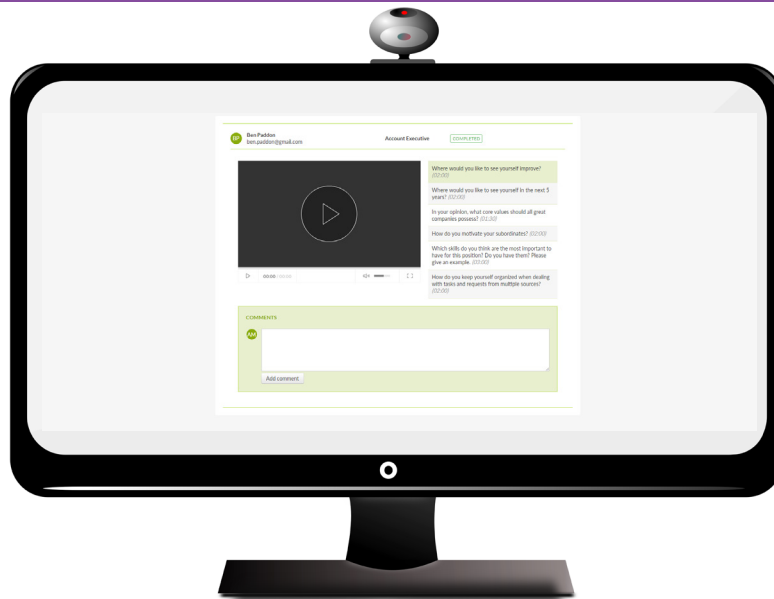 BP
Ben Paddon
ben.paddon@gmail.com
Account Executive
COMPLETED
Where would you like to see yourself improve?
(02:00)
Where would you like to see yourself in the next 5
years? (02:00)
In your opinion, what core values should all great
companies possess? (01:30)
How do you motivate your subordinates? (02:00)
Which skills do you think are the most important to
have for this position? Do you have them? Please
give an example. (03:00)
How do you keep yourself organized when dealing
with tasks and requests from multiple sources?
(02:00)
COMMENTS
AM
Add comment